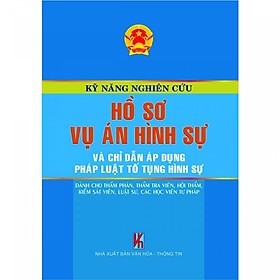 KỸ NĂNG NGHIÊN CỨU
HỒ SƠ
VỤ ÁN HÌNH SỰ
VÀ CHỈ DẪN ÁP DỤNG
PHÁP LUẬT TỐ TỤNG HÌNH SỰ
DÀNH CHO THẨM PHÁN, THẨM TRA VIÊN, HỘI THẨM,
KIỂM SÁT VIÊN, LUẬT SƯ, CÁC HỌC VIÊN TƯ PHÁP
NHÀ XUẤT BẢN VĂN HÓA - THÔNG TIN